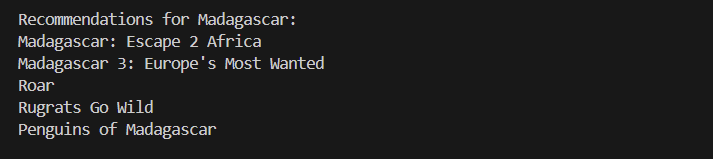 Recommendations for Madagascar:
Madagascar: Escape 2 Africa
Madagascar 3: Europe's Most Wanted
Roar
Rugrats Go Wild
Penguins of Madagascar